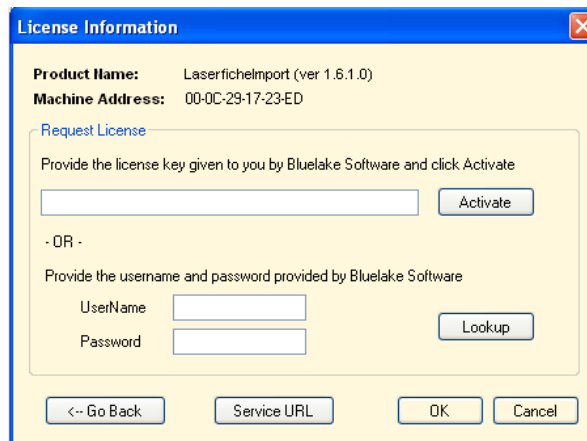 License Information
Product Name: LaserficheImport (ver 1.6.1.0)
Machine Address: 00-0C-29-17-23-ED
Request License
Provide the license key given to you by Bluelake Software and click Activate
Activate
- OR -
Provide the username and password provided by Bluelake Software
UserName
Lookup
Password
<-- Go Back Service URL OK Cancel